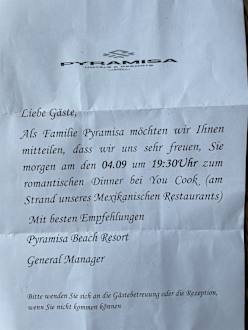 PYRAMISA
HOTELS & RESORTS
Liebe Gäste,
Als Familie Pyramisa möchten wir Ihnen
mitteilen, dass wir uns sehr freuen, Sie
morgen am den 04.09 um 19:30Uhr zum
romantischen Dinner bei You Cook (am
Strand unseres Mexikanischen Restaurants)
Mit besten Empfehlungen
Pyramisa Beach Resort
General Manager
Bitte wenden Sie sich an die Gästebetreuung oder die Rezeption,
wenn Sie nicht kommen können